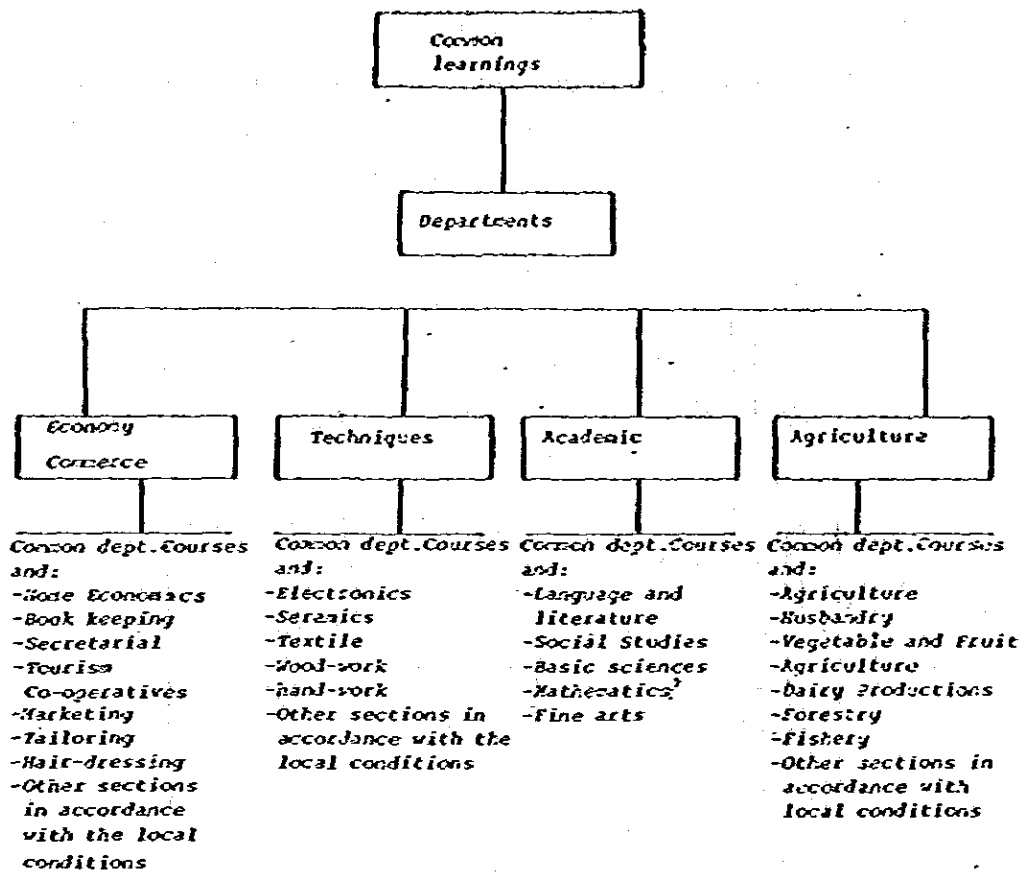 Common
learnings
Departments
Economy
Commerce
Techniques
Academic
Agriculture
Common dept.Courses
and:
-Home Economics
-Book keeping
-Secretarial
-Tourism
Co-operatives
-Marketing
-Tailoring
-Hair-dressing
-Other sections
in accordance
with the local
conditions
Common dept.Courses
and:
-Electronics
-Seramics
-Textile
-Wood-work
-hand-work
-Other sections in
accordance with the
local conditions
Common dept.Courses
and:
-Language and
literature
-Social Studies
-Basic sciences
-Mathematics
-Fine arts
Common dept.Courses
and:
-Agriculture
-Husbandry
-Vegetable and Fruit
-Agriculture
-Dairy Productions
-Forestry
-Fishery
-Other sections in
accordance with
local conditions